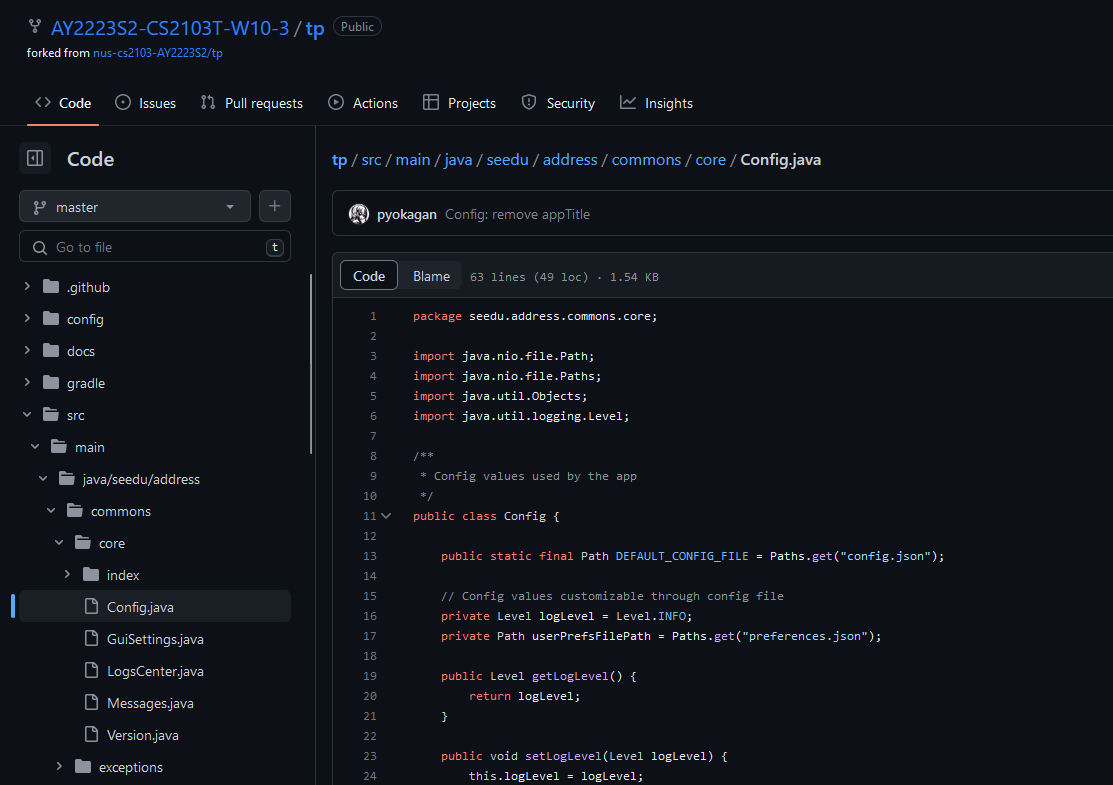 AY2223S2-CS2103T-W10-3 / tp Public
forked from nus-cs2103-AY2223S2/tp
Code Issues Pull requests Actions Projects Security Insights
Code
master
Go to file t
.github
config
docs
gradle
src
main
java/seedu/address
commons
core
index
Config.java
GuiSettings.java
LogsCenter.java
Messages.java
Version.java
exceptions
tp / src / main / java / seedu / address / commons / core / Config.java
pyokagan Config: remove appTitle
Code Blame 63 lines (49 loc) · 1.54 KB
1 package seedu.address.commons.core;
2
3 import java.nio.file.Path;
4 import java.nio.file.Paths;
5 import java.util.Objects;
6 import java.util.logging.Level;
7
8 /**
9  * Config values used by the app
10  */
11 public class Config {
12
13     public static final Path DEFAULT_CONFIG_FILE = Paths.get("config.json");
14
15     // Config values customizable through config file
16     private Level logLevel = Level.INFO;
17     private Path userPrefsFilePath = Paths.get("preferences.json");
18
19     public Level getLogLevel() {
20         return logLevel;
21     }
22
23     public void setLogLevel(Level logLevel) {
24         this.logLevel = logLevel;